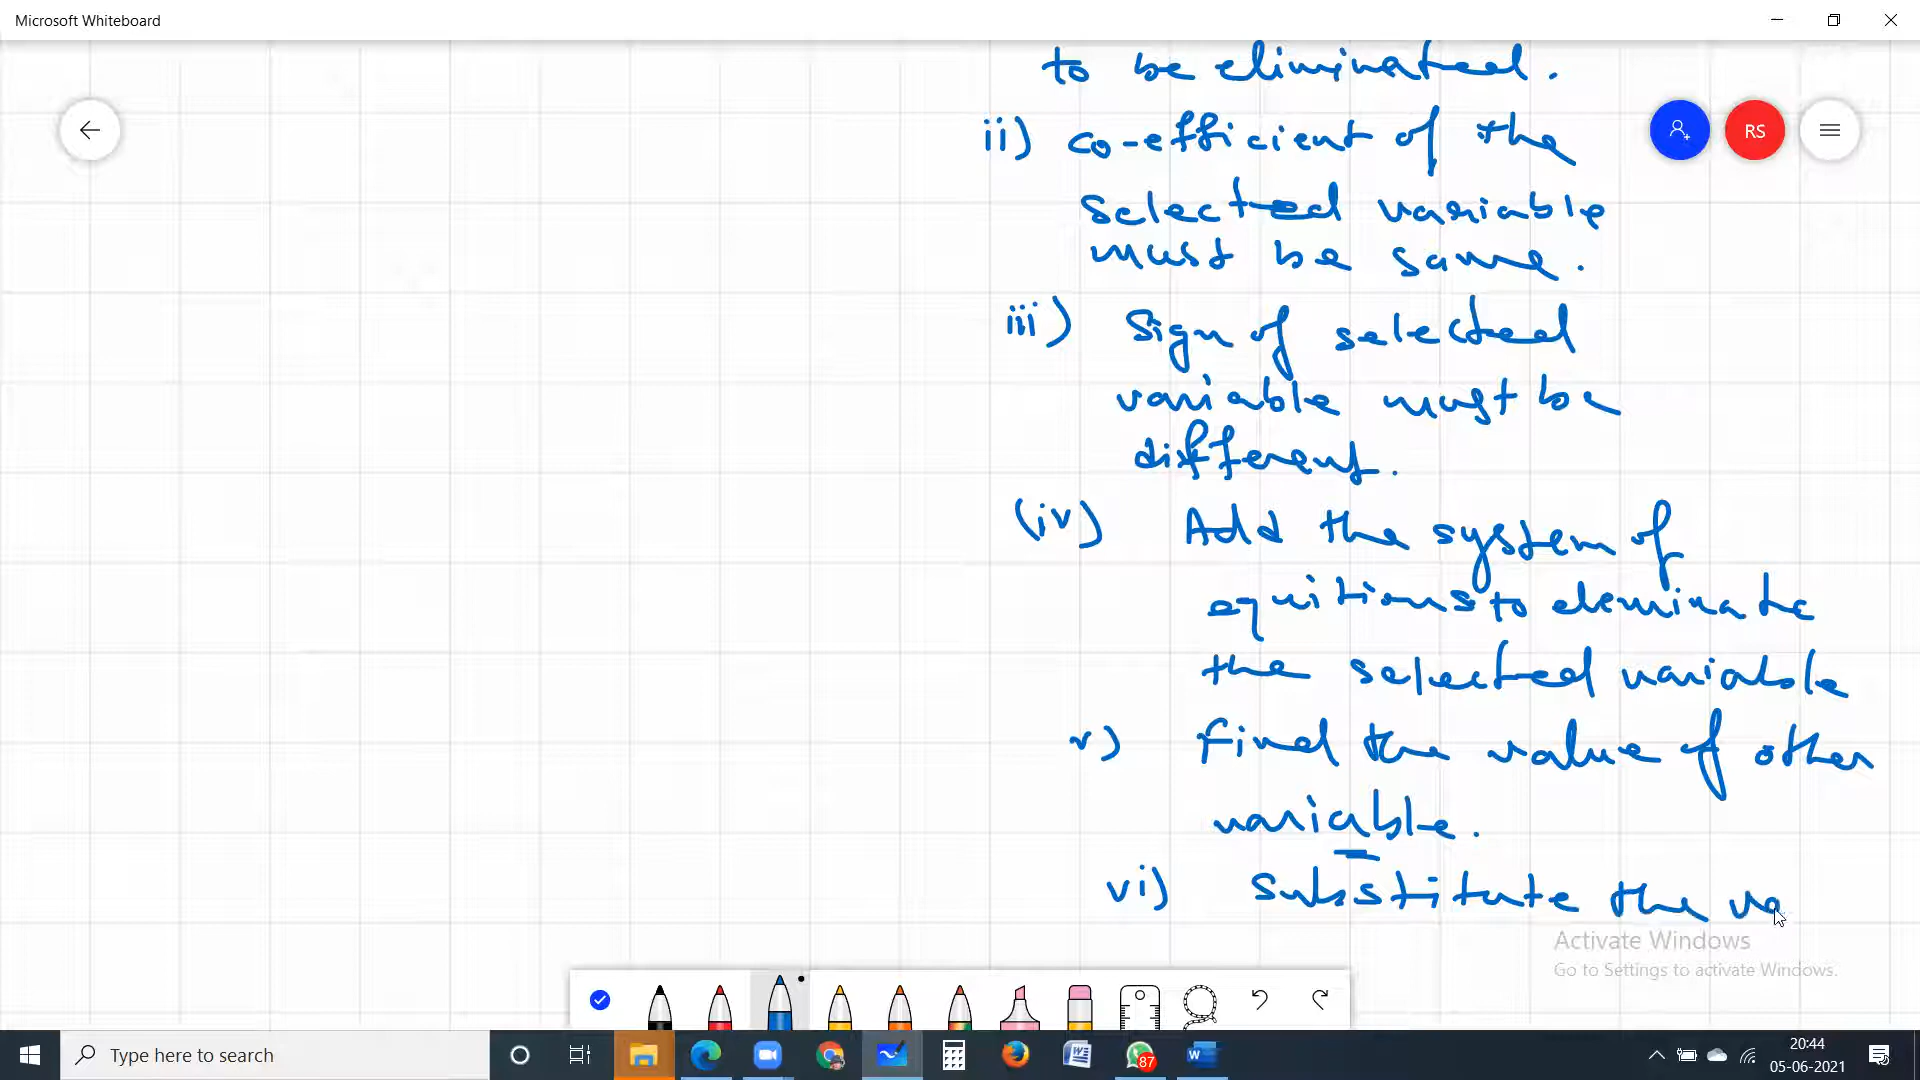 Microsoft Whiteboard
to be eliminated.
ii) co-efficient of the
RS
selected variable
must be same.
iii) Sign of selected
variable must be
different.
(iv) Add the system of
equitions to eleminate
the selected variable
v) Find the value of other
variable.
vi) Substitute the va
Activate Windows
Go to Settings to activate Windows.
Type here to search
87
20:44
05-06-2021